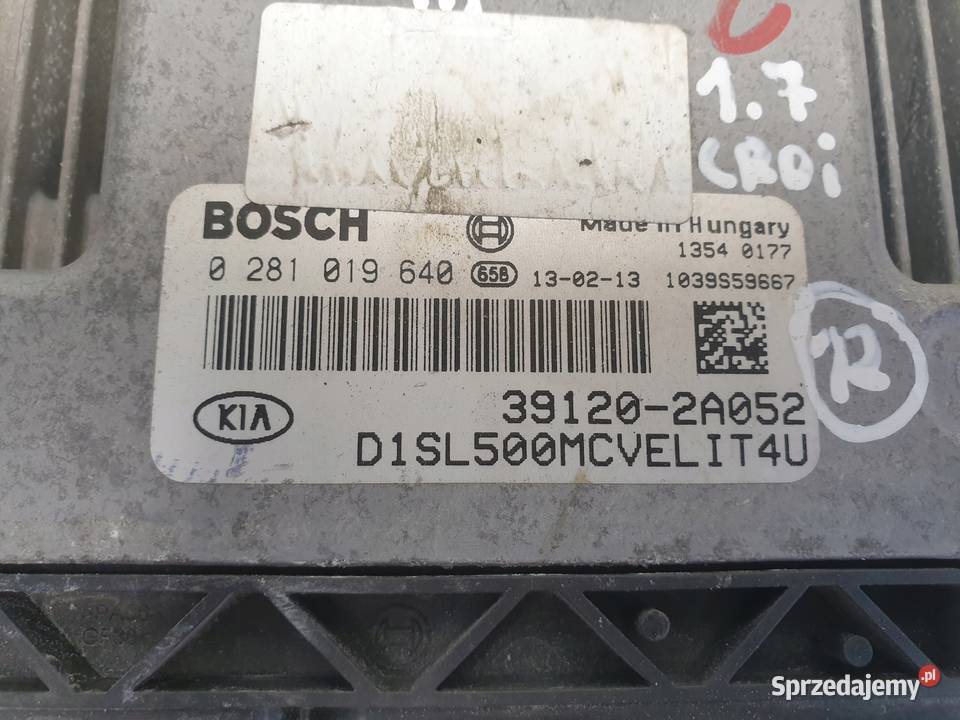 1.7
CRDi
BOSCH
Made in Hungary
1354 0177
0 281 019 640 65B 13-02-13 1039S59667
KIA
39120-2A052
D1SL500MCVELIT4U
Sprzedajemy.pl